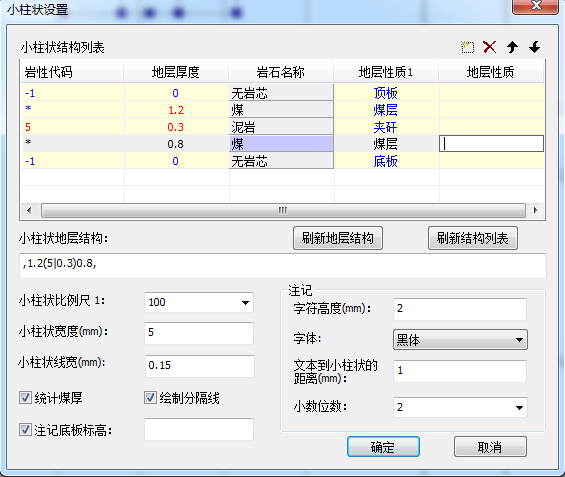 小柱状设置
小柱状结构列表
岩性代码 地层厚度 岩石名称 地层性质1 地层性质
-1 0 无岩芯 顶板
* 1.2 煤 煤层
5 0.3 泥岩 夹矸
* 0.8 煤 煤层
-1 0 无岩芯 底板
小柱状地层结构: 刷新地层结构 刷新结构列表
,1.2(5|0.3)0.8,
小柱状比例尺 1: 100
小柱状宽度(mm): 5
小柱状线宽(mm): 0.15
统计煤厚 绘制分隔线
注记底板标高:
注记
字符高度(mm): 2
字体: 黑体
文本到小柱状的
距离(mm): 1
小数位数: 2
确定 取消